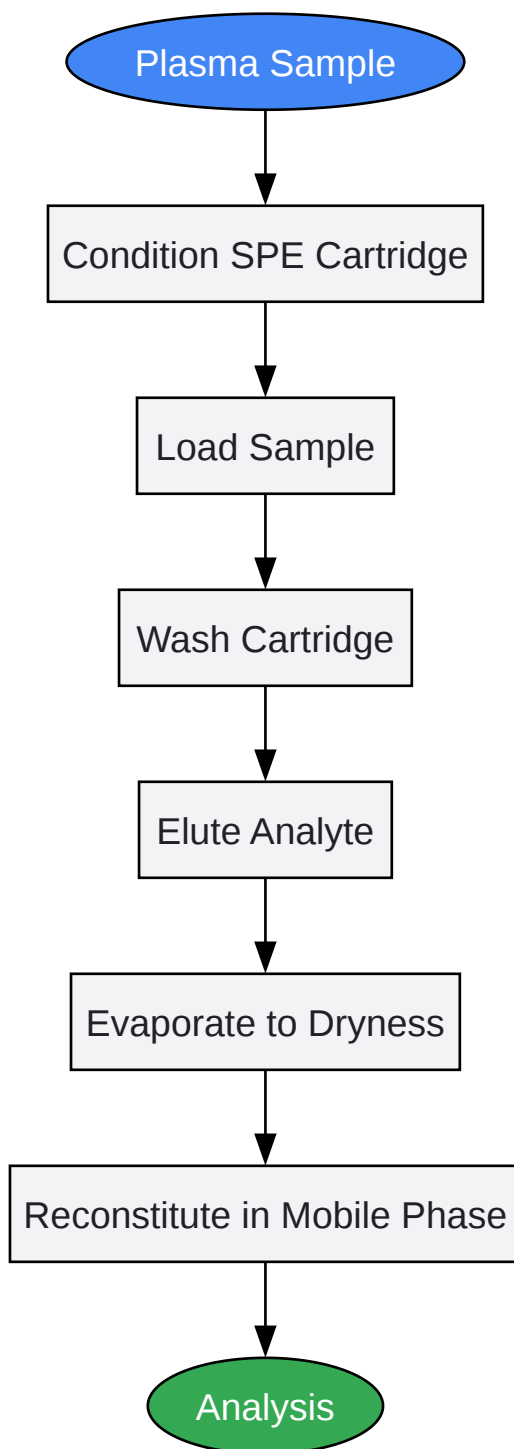 Plasma Sample
Condition SPE Cartridge
Load Sample
Wash Cartridge
Elute Analyte
Evaporate to Dryness
Reconstitute in Mobile Phase
Analysis